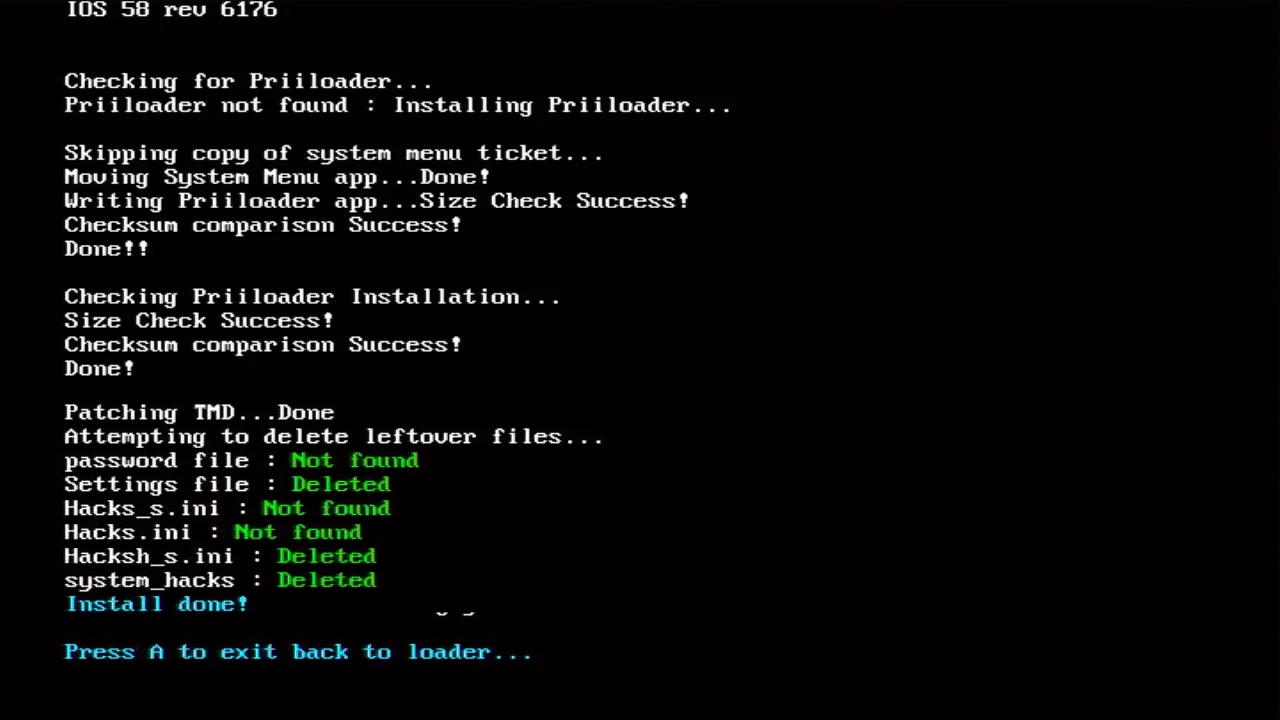 IOS 58 rev 6176
Checking for Priiloader...
Priiloader not found : Installing Priiloader...
Skipping copy of system menu ticket...
Moving System Menu app...Done!
Writing Priiloader app...Size Check Success!
Checksum comparison Success!
Done!!
Checking Priiloader Installation...
Size Check Success!
Checksum comparison Success!
Done!
Patching TMD...Done
Attempting to delete leftover files...
password file : Not found
Settings file : Deleted
Hacks_s.ini : Not found
Hacks.ini : Not found
Hacksh_s.ini : Deleted
system_hacks : Deleted
Install done!
Press A to exit back to loader...